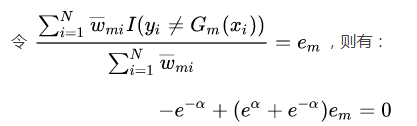 令 $\frac{\sum_{i=1}^{N} \overline{w}_{mi} I(y_i \neq G_m(x_i))}{\sum_{i=1}^{N} \overline{w}_{mi}} = e_m$ ，则有：
$-e^{-\alpha} + (e^{\alpha} + e^{-\alpha})e_m = 0$